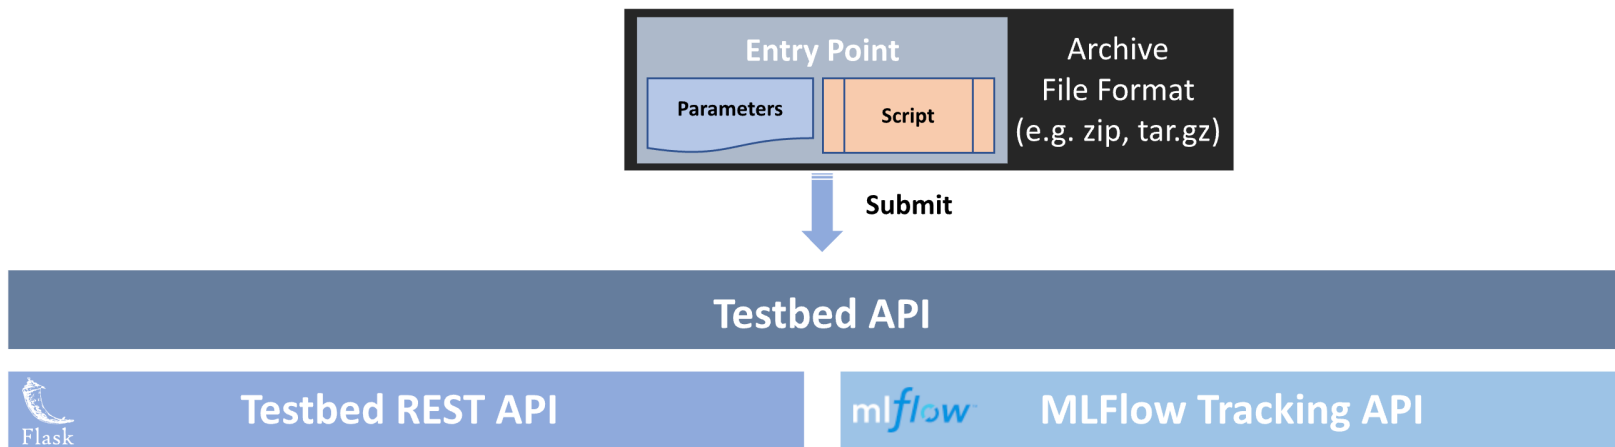 Entry Point
Archive
File Format
(e.g. zip, tar.gz)
Parameters
Script
Submit
Testbed API
Flask
Testbed REST API
mlflow
MLFlow Tracking API